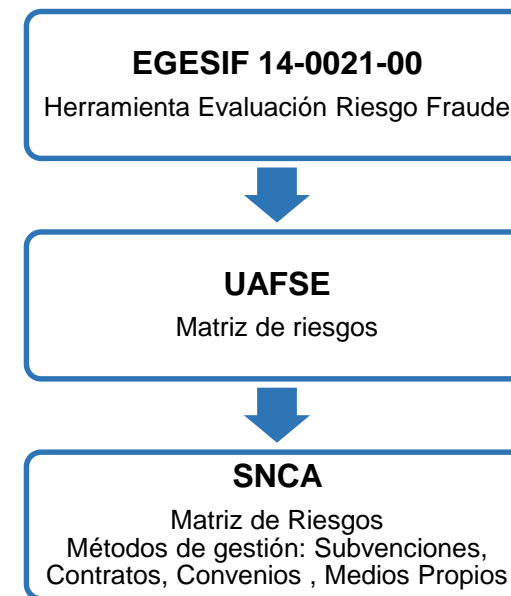 EGESIF 14-0021-00
Herramienta Evaluación Riesgo Fraude
UAFSE
Matriz de riesgos
SNCA
Matriz de Riesgos
Métodos de gestión: Subvenciones,
Contratos, Convenios , Medios Propios